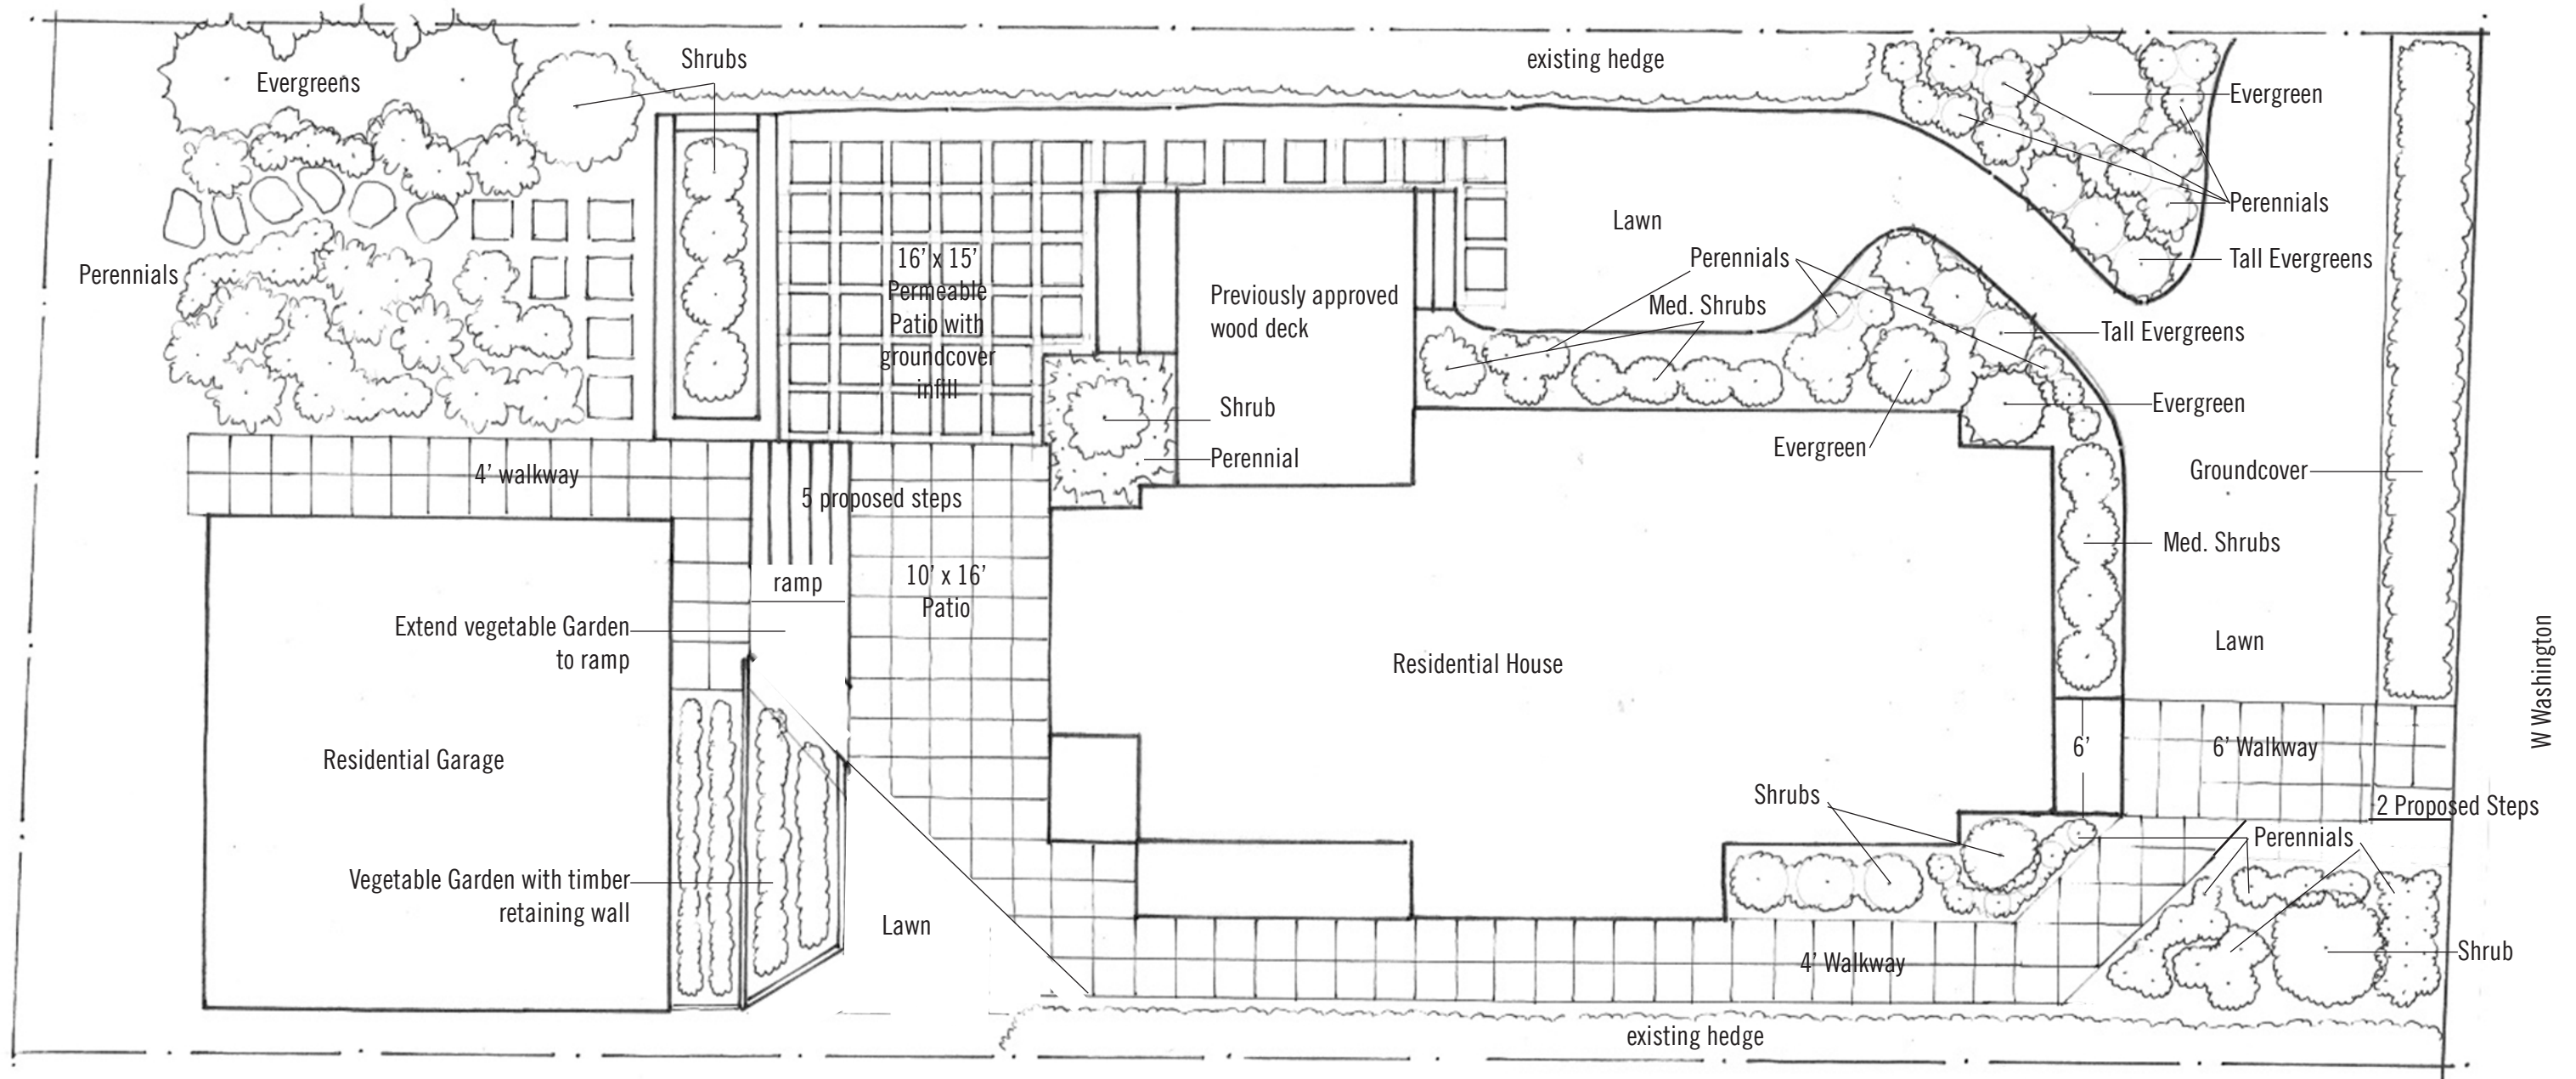 Shrubs
existing hedge
Evergreens
Evergreen
Perennials
Lawn
Perennials
Tall Evergreens
Perennials
16’ x 15’
Permeable
Patio with
groundcover
infill
Previously approved
wood deck
Med. Shrubs
Tall Evergreens
Shrub
Evergreen
Evergreen
Perennial
Groundcover
4’ walkway
5 proposed steps
Med. Shrubs
ramp
10’ x 16’
Patio
Extend vegetable Garden
to ramp
Lawn
Residential House
W Washington
Residential Garage
6’
6’ Walkway
Shrubs
2 Proposed Steps
Perennials
Vegetable Garden with timber
retaining wall
Lawn
4’ Walkway
Shrub
existing hedge